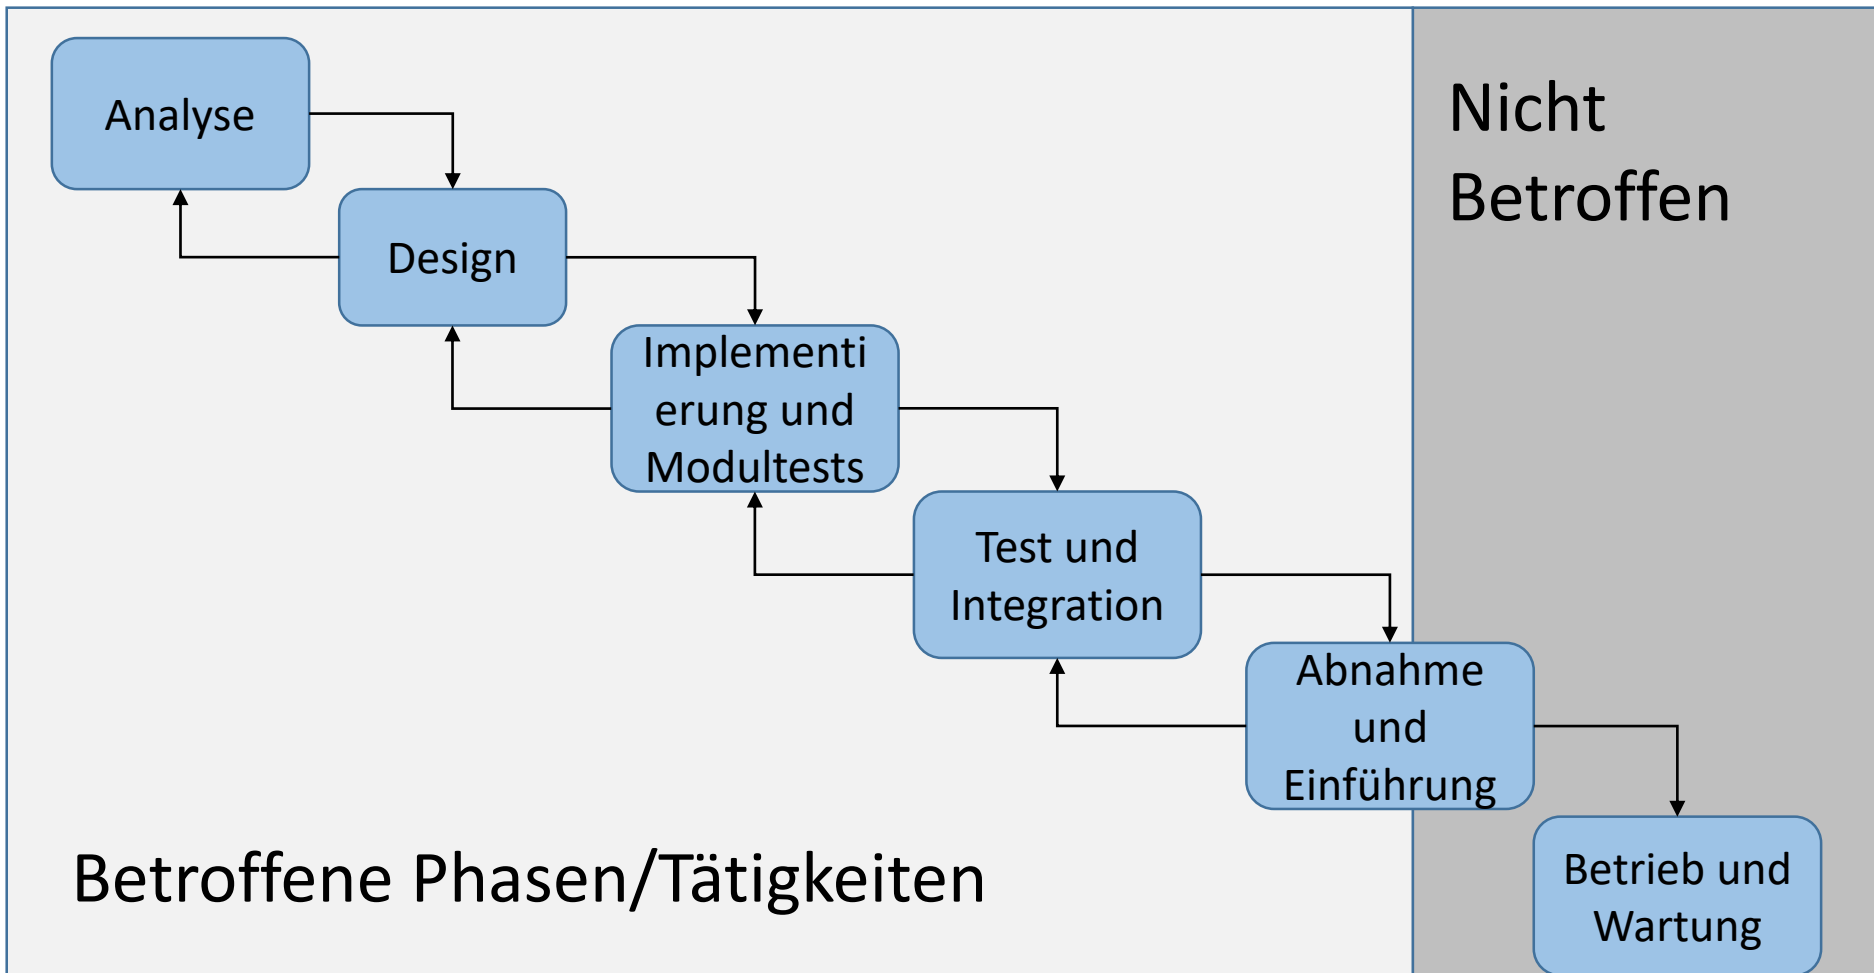 Analyse
Nicht
Betroffen
Design
Implementi
erung und
Modultests
Test und
Integration
Abnahme
und
Einführung
Betroffene Phasen/Tätigkeiten
Betrieb und
Wartung